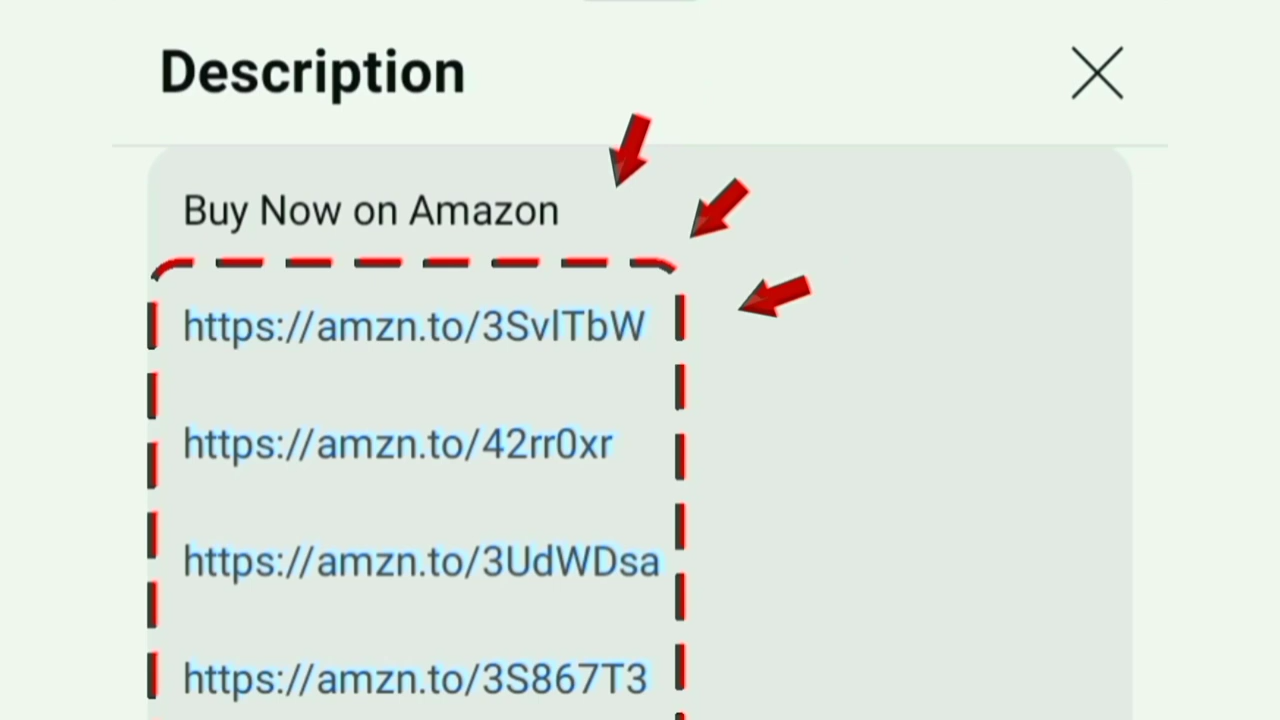 Description
Buy Now on Amazon
https://amzn.to/3SvlTbW
https://amzn.to/42rr0xr
https://amzn.to/3UdWDsa
https://amzn.to/3S867T3